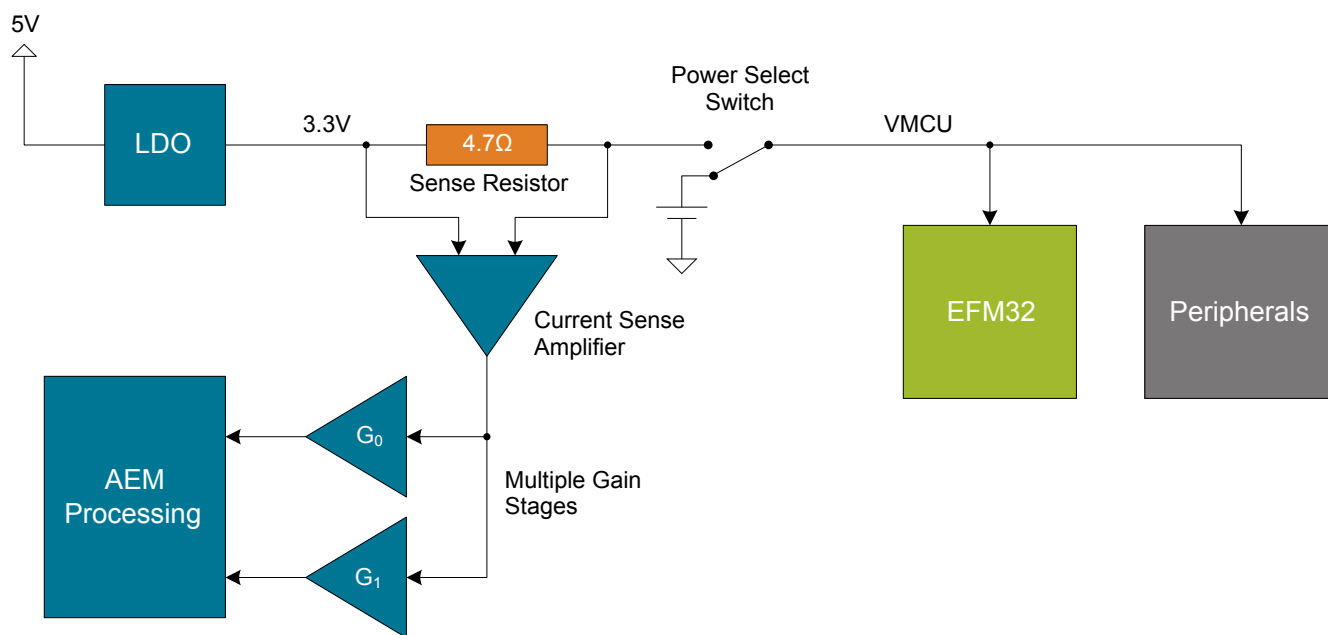 5V
LDO
3.3V
4.7Ω
Sense Resistor
Power Select
Switch
VMCU
EFM32
Peripherals
Current Sense
Amplifier
AEM
Processing
G₀
G₁
Multiple Gain
Stages